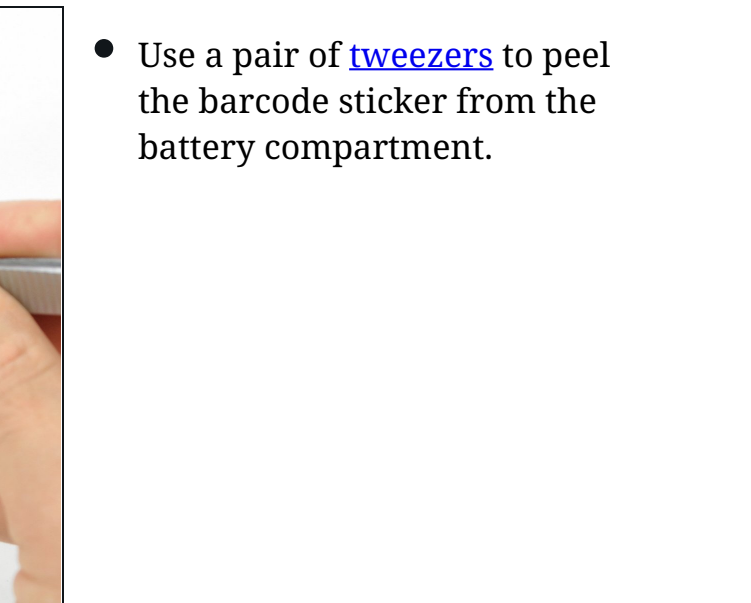 Use a pair of tweezers to peel
the barcode sticker from the
battery compartment.